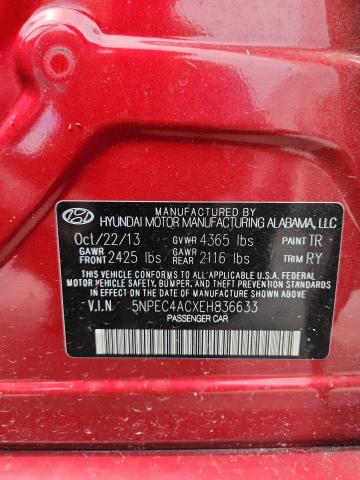 MANUFACTURED BY
HYUNDAI MOTOR MANUFACTURING ALABAMA, LLC
Oct/22/13 GVWR 4365 lbs PAINT TR
GAWR FRONT 2425 lbs GAWR REAR 2116 lbs TRIM RY
THIS VEHICLE CONFORMS TO ALL APPLICABLE U.S. FEDERAL
MOTOR VEHICLE SAFETY, BUMPER, AND THEFT PREVENTION
STANDARDS IN EFFECT ON THE DATE OF MANUFACTURE SHOWN ABOVE.
V.I.N. 5NPEC4ACXEH836633
PASSENGER CAR